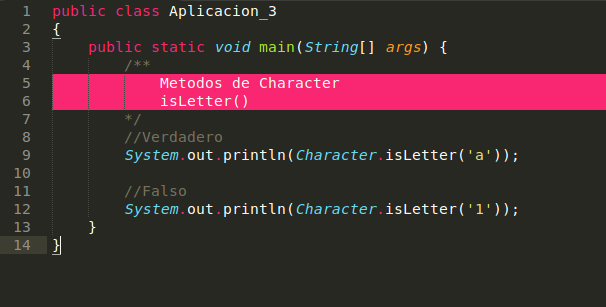 1 public class Aplicacion_3
2 {
3     public static void main(String[] args) {
4         /**
5             Metodos de Character
6             isLetter()
7         */
8         //Verdadero
9         System.out.println(Character.isLetter('a'));
10
11         //Falso
12         System.out.println(Character.isLetter('1'));
13     }
14 }